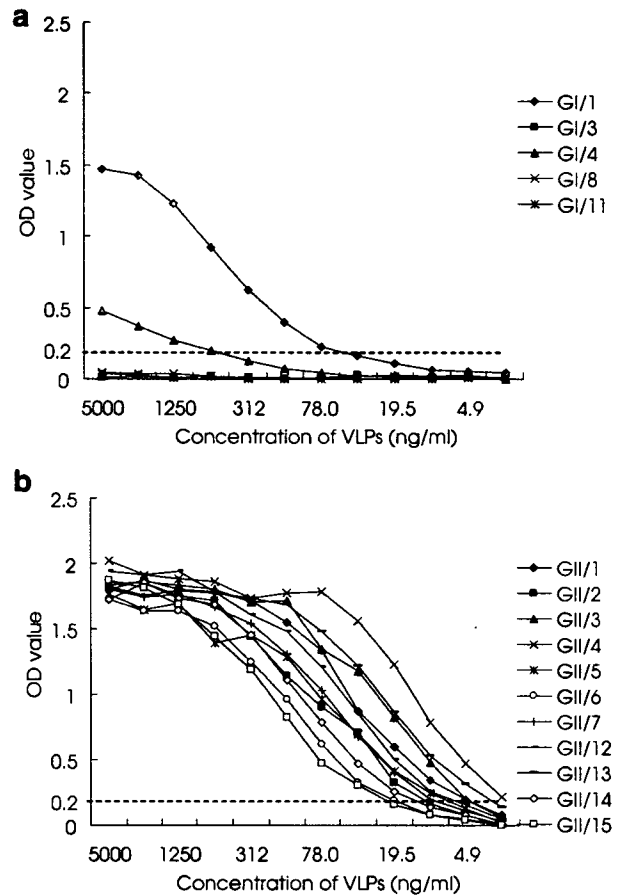 a
2.5
2
1.5
1
0.5
0.2
0
OD value
5000 1250 312 78.0 19.5 4.9
Concentration of VLPs (ng/ml)
GI/1
GI/3
GI/4
GI/8
GI/11
b
2.5
2
1.5
1
0.5
0.2
0
OD value
5000 1250 312 78.0 19.5 4.9
Concentration of VLPs (ng/ml)
GII/1
GII/2
GII/3
GII/4
GII/5
GII/6
GII/7
GII/12
GII/13
GII/14
GII/15